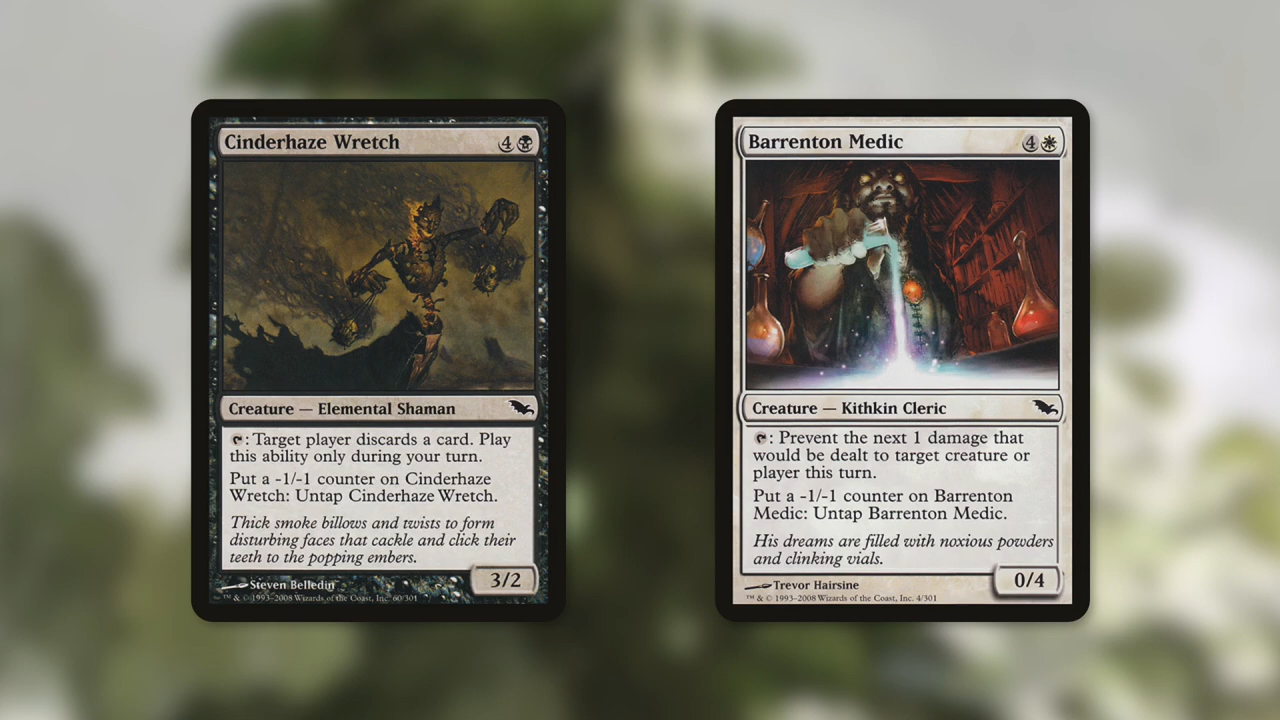 Cinderhaze Wretch
4
Creature — Elemental Shaman
: Target player discards a card. Play
this ability only during your turn.
Put a -1/-1 counter on Cinderhaze
Wretch: Untap Cinderhaze Wretch.
Thick smoke billows and twists to form
disturbing faces that cackle and click their
teeth to the popping embers.
3/2
Steven Belledin
™ & © 1993–2008 Wizards of the Coast, Inc. 60/301
Barrenton Medic
4
Creature — Kithkin Cleric
: Prevent the next 1 damage that
would be dealt to target creature or
player this turn.
Put a -1/-1 counter on Barrenton
Medic: Untap Barrenton Medic.
His dreams are filled with noxious powders
and clinking vials.
0/4
Trevor Hairsine
™ & © 1993–2008 Wizards of the Coast, Inc. 4/301